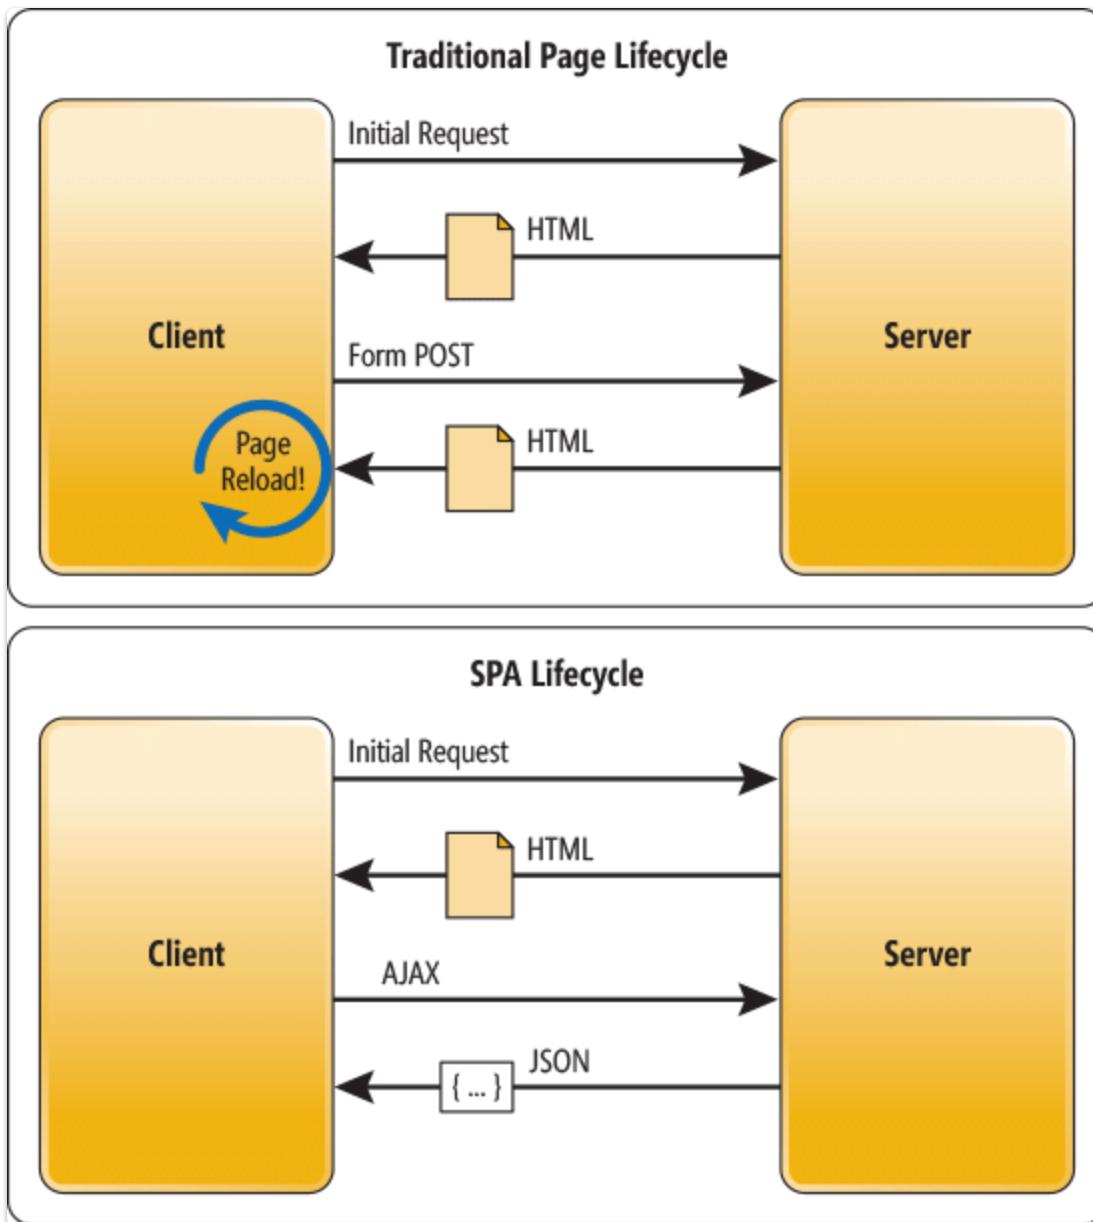 Traditional Page Lifecycle
Initial Request
HTML
Client
Server
Form POST
HTML
Page
Reload!
SPA Lifecycle
Initial Request
HTML
Client
Server
AJAX
JSON
{ ... }